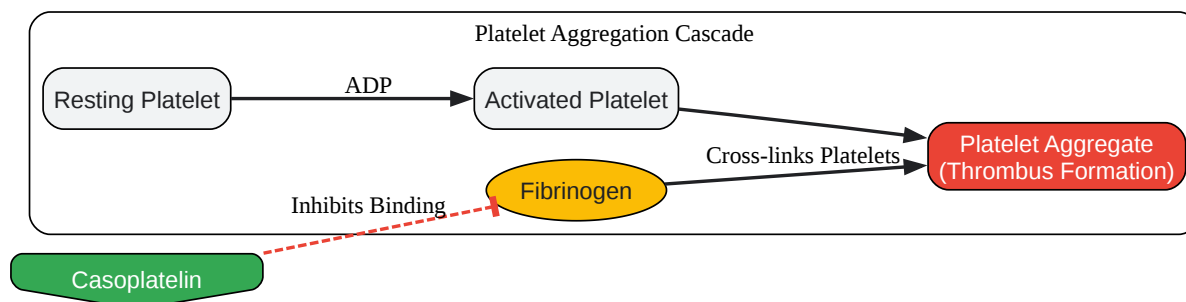 Platelet Aggregation Cascade
Resting Platelet
ADP
Activated Platelet
Platelet Aggregate
(Thrombus Formation)
Cross-links Platelets
Fibrinogen
Inhibits Binding
Casoplatelin